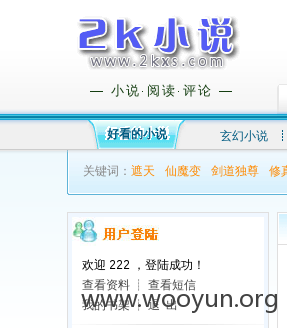 2k小说
www.2kxs.com
— 小说·阅读·评论 —
好看的小说 玄幻小说
关键词：遮天 仙魔变 剑道独尊 修真
用户登陆
欢迎 222 ，登陆成功！
查看资料 ┊ 查看短信
我的书架 ┊ 退 出
www.wooyun.org